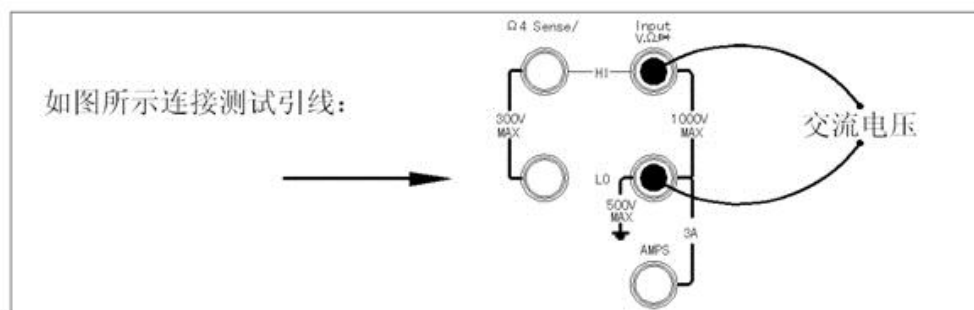 Ω4 Sense/
Input
V.Ω
HI
如图所示连接测试引线：
300V
MAX
1000V
MAX
交流电压
LO
500V
MAX
3A
AMPS